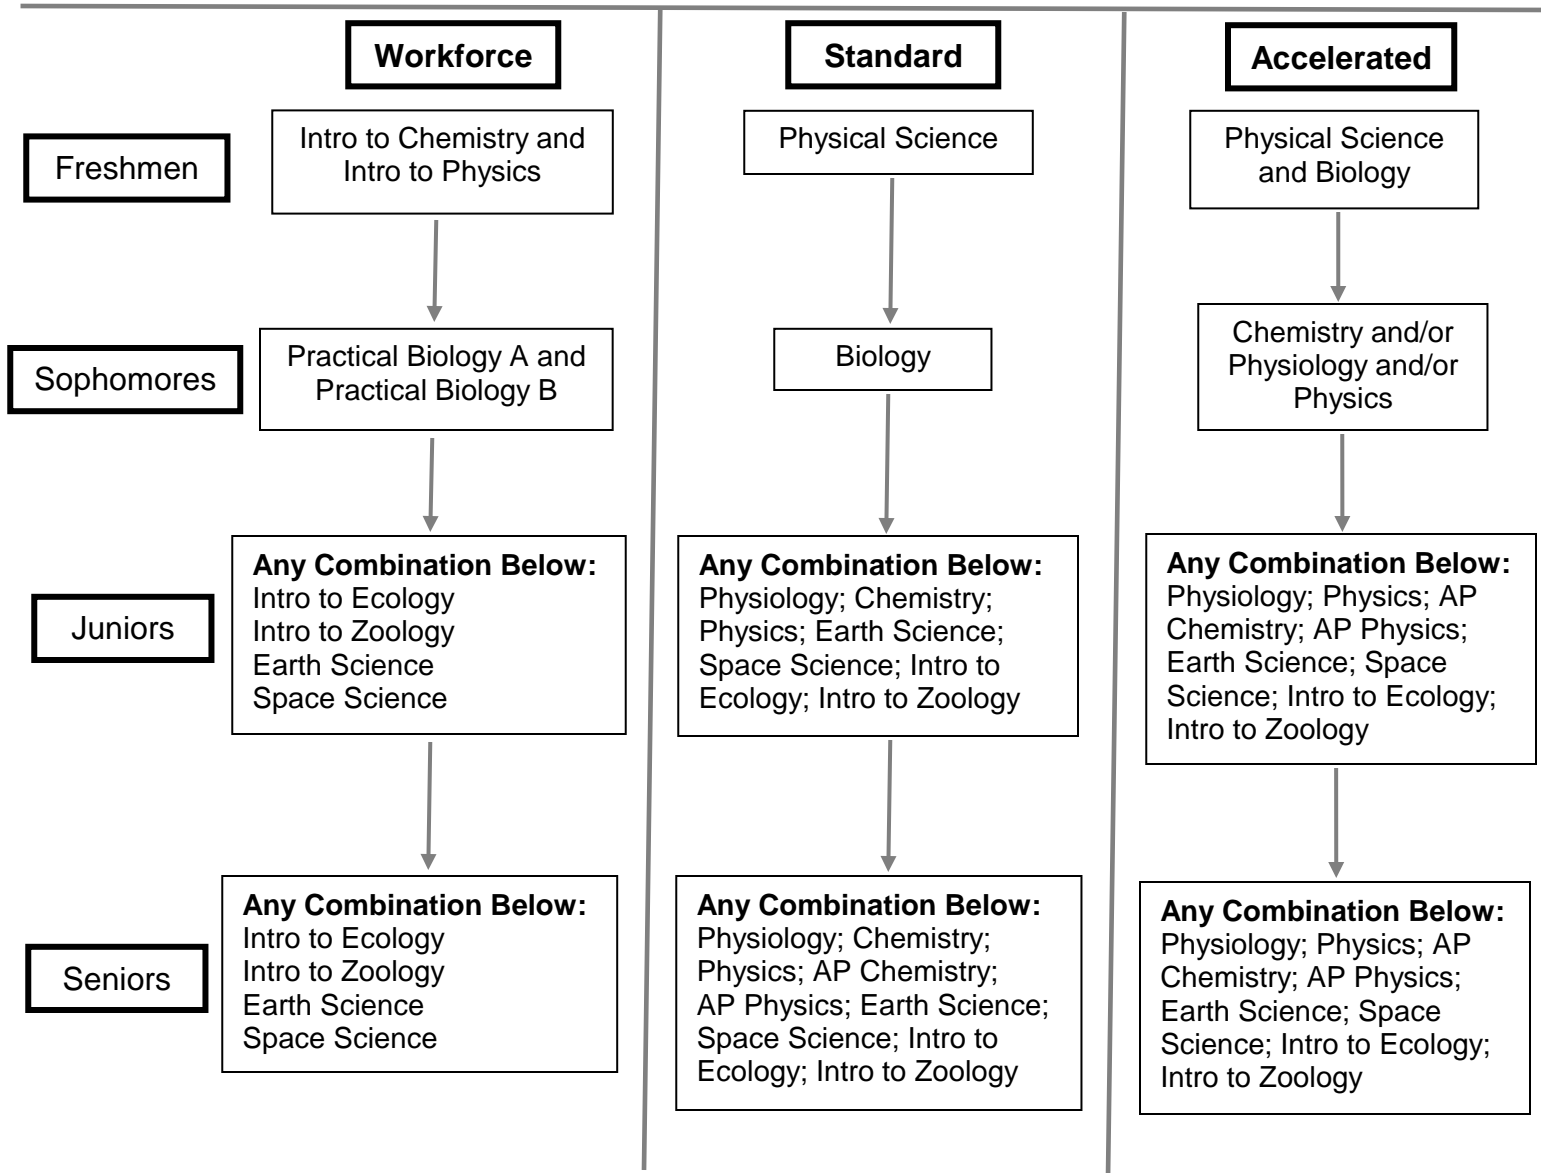 Workforce
Standard
Accelerated
Freshmen
Intro to Chemistry and
Intro to Physics
Physical Science
Physical Science
and Biology
Sophomores
Practical Biology A and
Practical Biology B
Biology
Chemistry and/or
Physiology and/or
Physics
Juniors
Any Combination Below:
Intro to Ecology
Intro to Zoology
Earth Science
Space Science
Any Combination Below:
Physiology; Chemistry;
Physics; Earth Science;
Space Science; Intro to
Ecology; Intro to Zoology
Any Combination Below:
Physiology; Physics; AP
Chemistry; AP Physics;
Earth Science; Space
Science; Intro to Ecology;
Intro to Zoology
Seniors
Any Combination Below:
Intro to Ecology
Intro to Zoology
Earth Science
Space Science
Any Combination Below:
Physiology; Chemistry;
Physics; AP Chemistry;
AP Physics; Earth Science;
Space Science; Intro to
Ecology; Intro to Zoology
Any Combination Below:
Physiology; Physics; AP
Chemistry; AP Physics;
Earth Science; Space
Science; Intro to Ecology;
Intro to Zoology